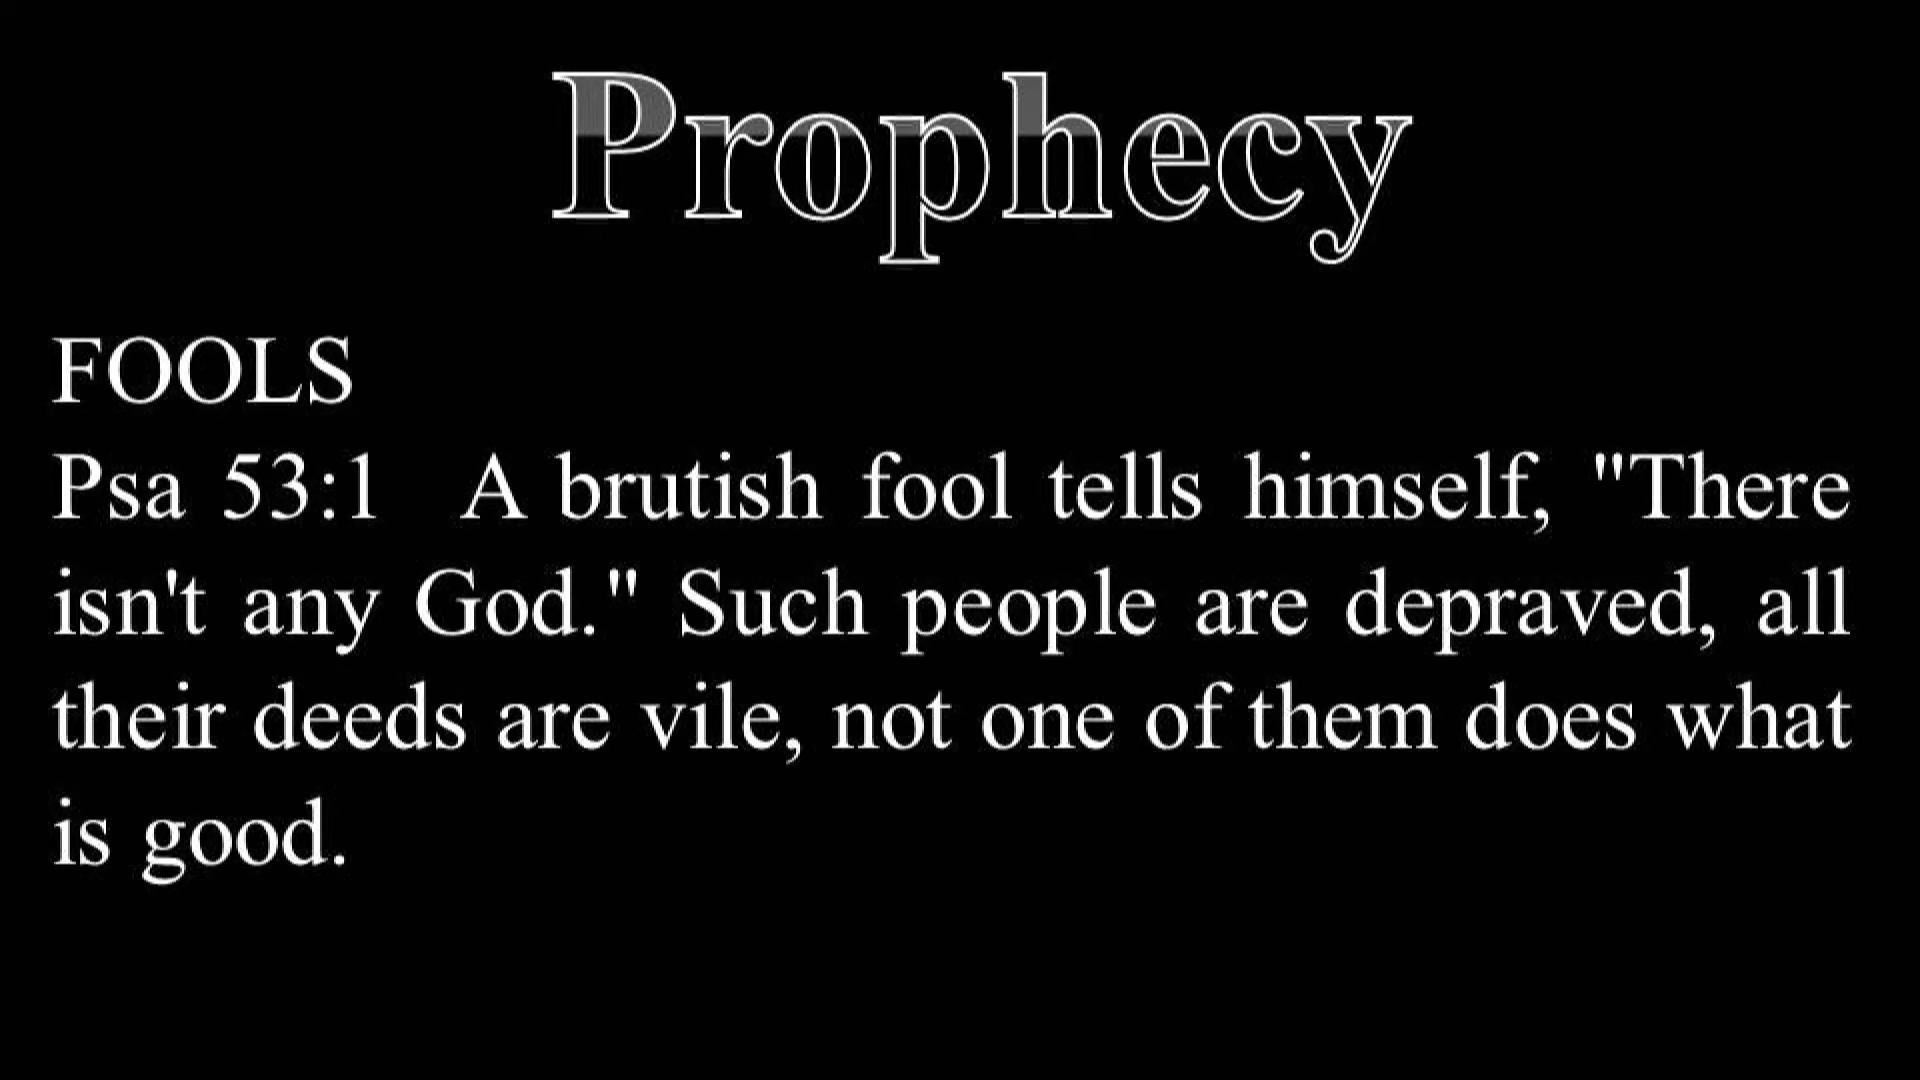 Prophecy
FOOLS
Psa 53:1 A brutish fool tells himself, "There
isn't any God." Such people are depraved, all
their deeds are vile, not one of them does what
is good.